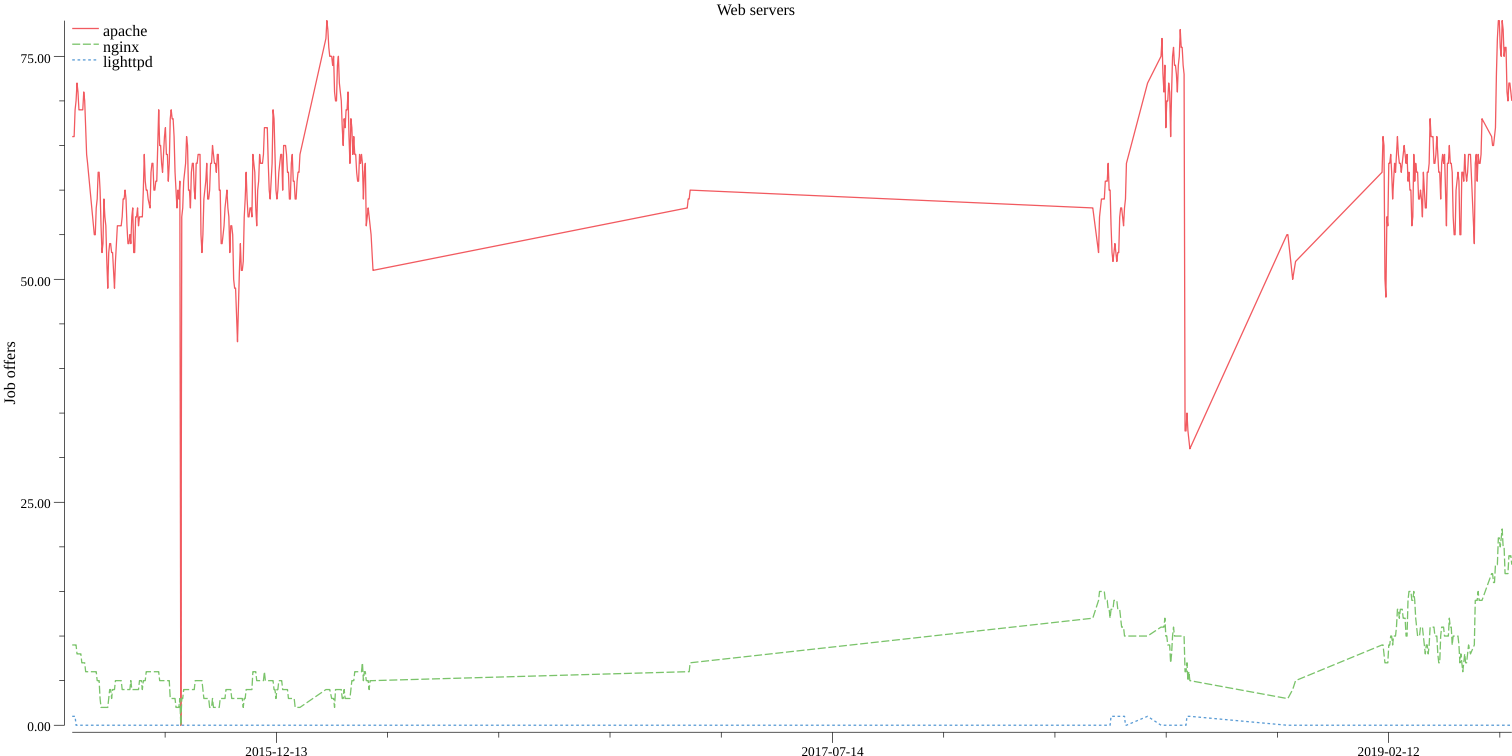 Web servers
apache
nginx
lighttpd
75.00
50.00
Job offers
25.00
0.00
2015-12-13
2017-07-14
2019-02-12